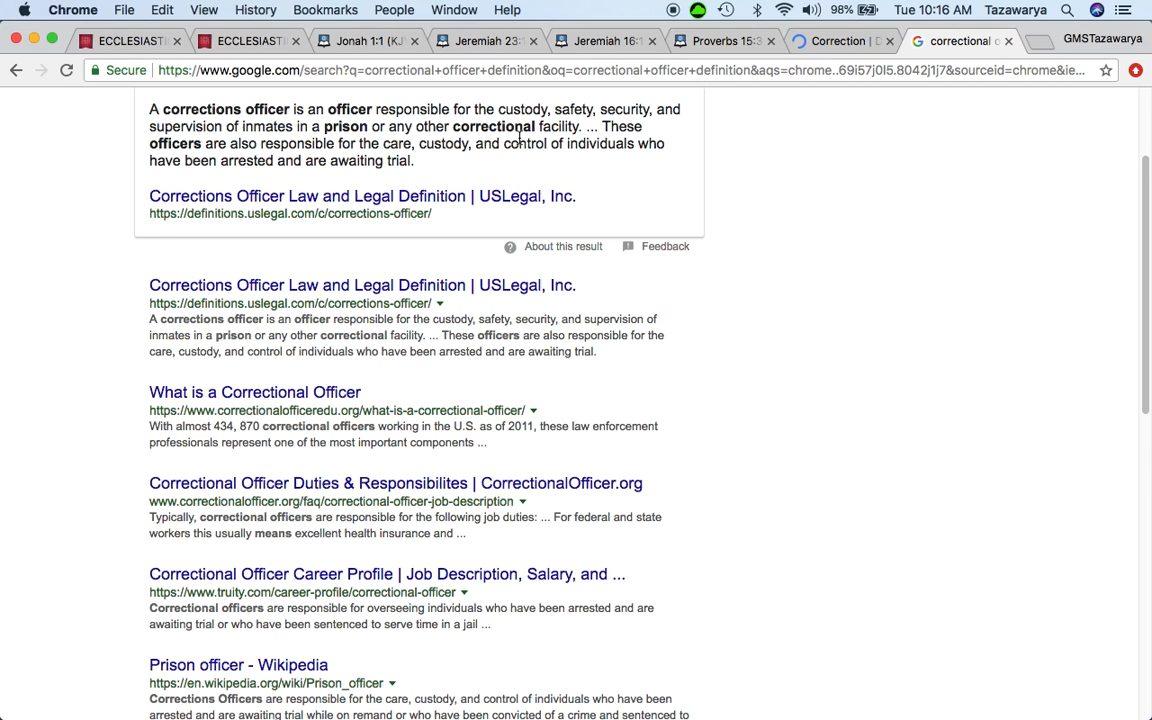 Chrome File Edit View History Bookmarks People Window Help 98% Tue 10:16 AM Tazawarya
ECCLESIASTI ECCLESIAST Jonah 1:1 (KJV Jeremiah 23: Jeremiah 16: Proverbs 15:3 Correction | D correctional o GMSTazawarya
Secure https://www.google.com/search?q=correctional+officer+definition&oq=correctional+officer+definition&aqs=chrome..69i57j0l5.8042j1j7&sourceid=chrome&ie...
A corrections officer is an officer responsible for the custody, safety, security, and
supervision of inmates in a prison or any other correctional facility. ... These
officers are also responsible for the care, custody, and control of individuals who
have been arrested and are awaiting trial.
Corrections Officer Law and Legal Definition | USLegal, Inc.
https://definitions.uslegal.com/c/corrections-officer/
About this result Feedback
Corrections Officer Law and Legal Definition | USLegal, Inc.
https://definitions.uslegal.com/c/corrections-officer/
A corrections officer is an officer responsible for the custody, safety, security, and supervision of
inmates in a prison or any other correctional facility. ... These officers are also responsible for the
care, custody, and control of individuals who have been arrested and are awaiting trial.
What is a Correctional Officer
https://www.correctionalofficeredu.org/what-is-a-correctional-officer/
With almost 434, 870 correctional officers working in the U.S. as of 2011, these law enforcement
professionals represent one of the most important components ...
Correctional Officer Duties & Responsibilites | CorrectionalOfficer.org
www.correctionalofficer.org/faq/correctional-officer-job-description
Typically, correctional officers are responsible for the following job duties: ... For federal and state
workers this usually means excellent health insurance and ...
Correctional Officer Career Profile | Job Description, Salary, and ...
https://www.truity.com/career-profile/correctional-officer
Correctional officers are responsible for overseeing individuals who have been arrested and are
awaiting trial or who have been sentenced to serve time in a jail ...
Prison officer - Wikipedia
https://en.wikipedia.org/wiki/Prison_officer
Corrections Officers are responsible for the care, custody, and control of individuals who have been
arrested and are awaiting trial while on remand or who have been convicted of a crime and sentenced to